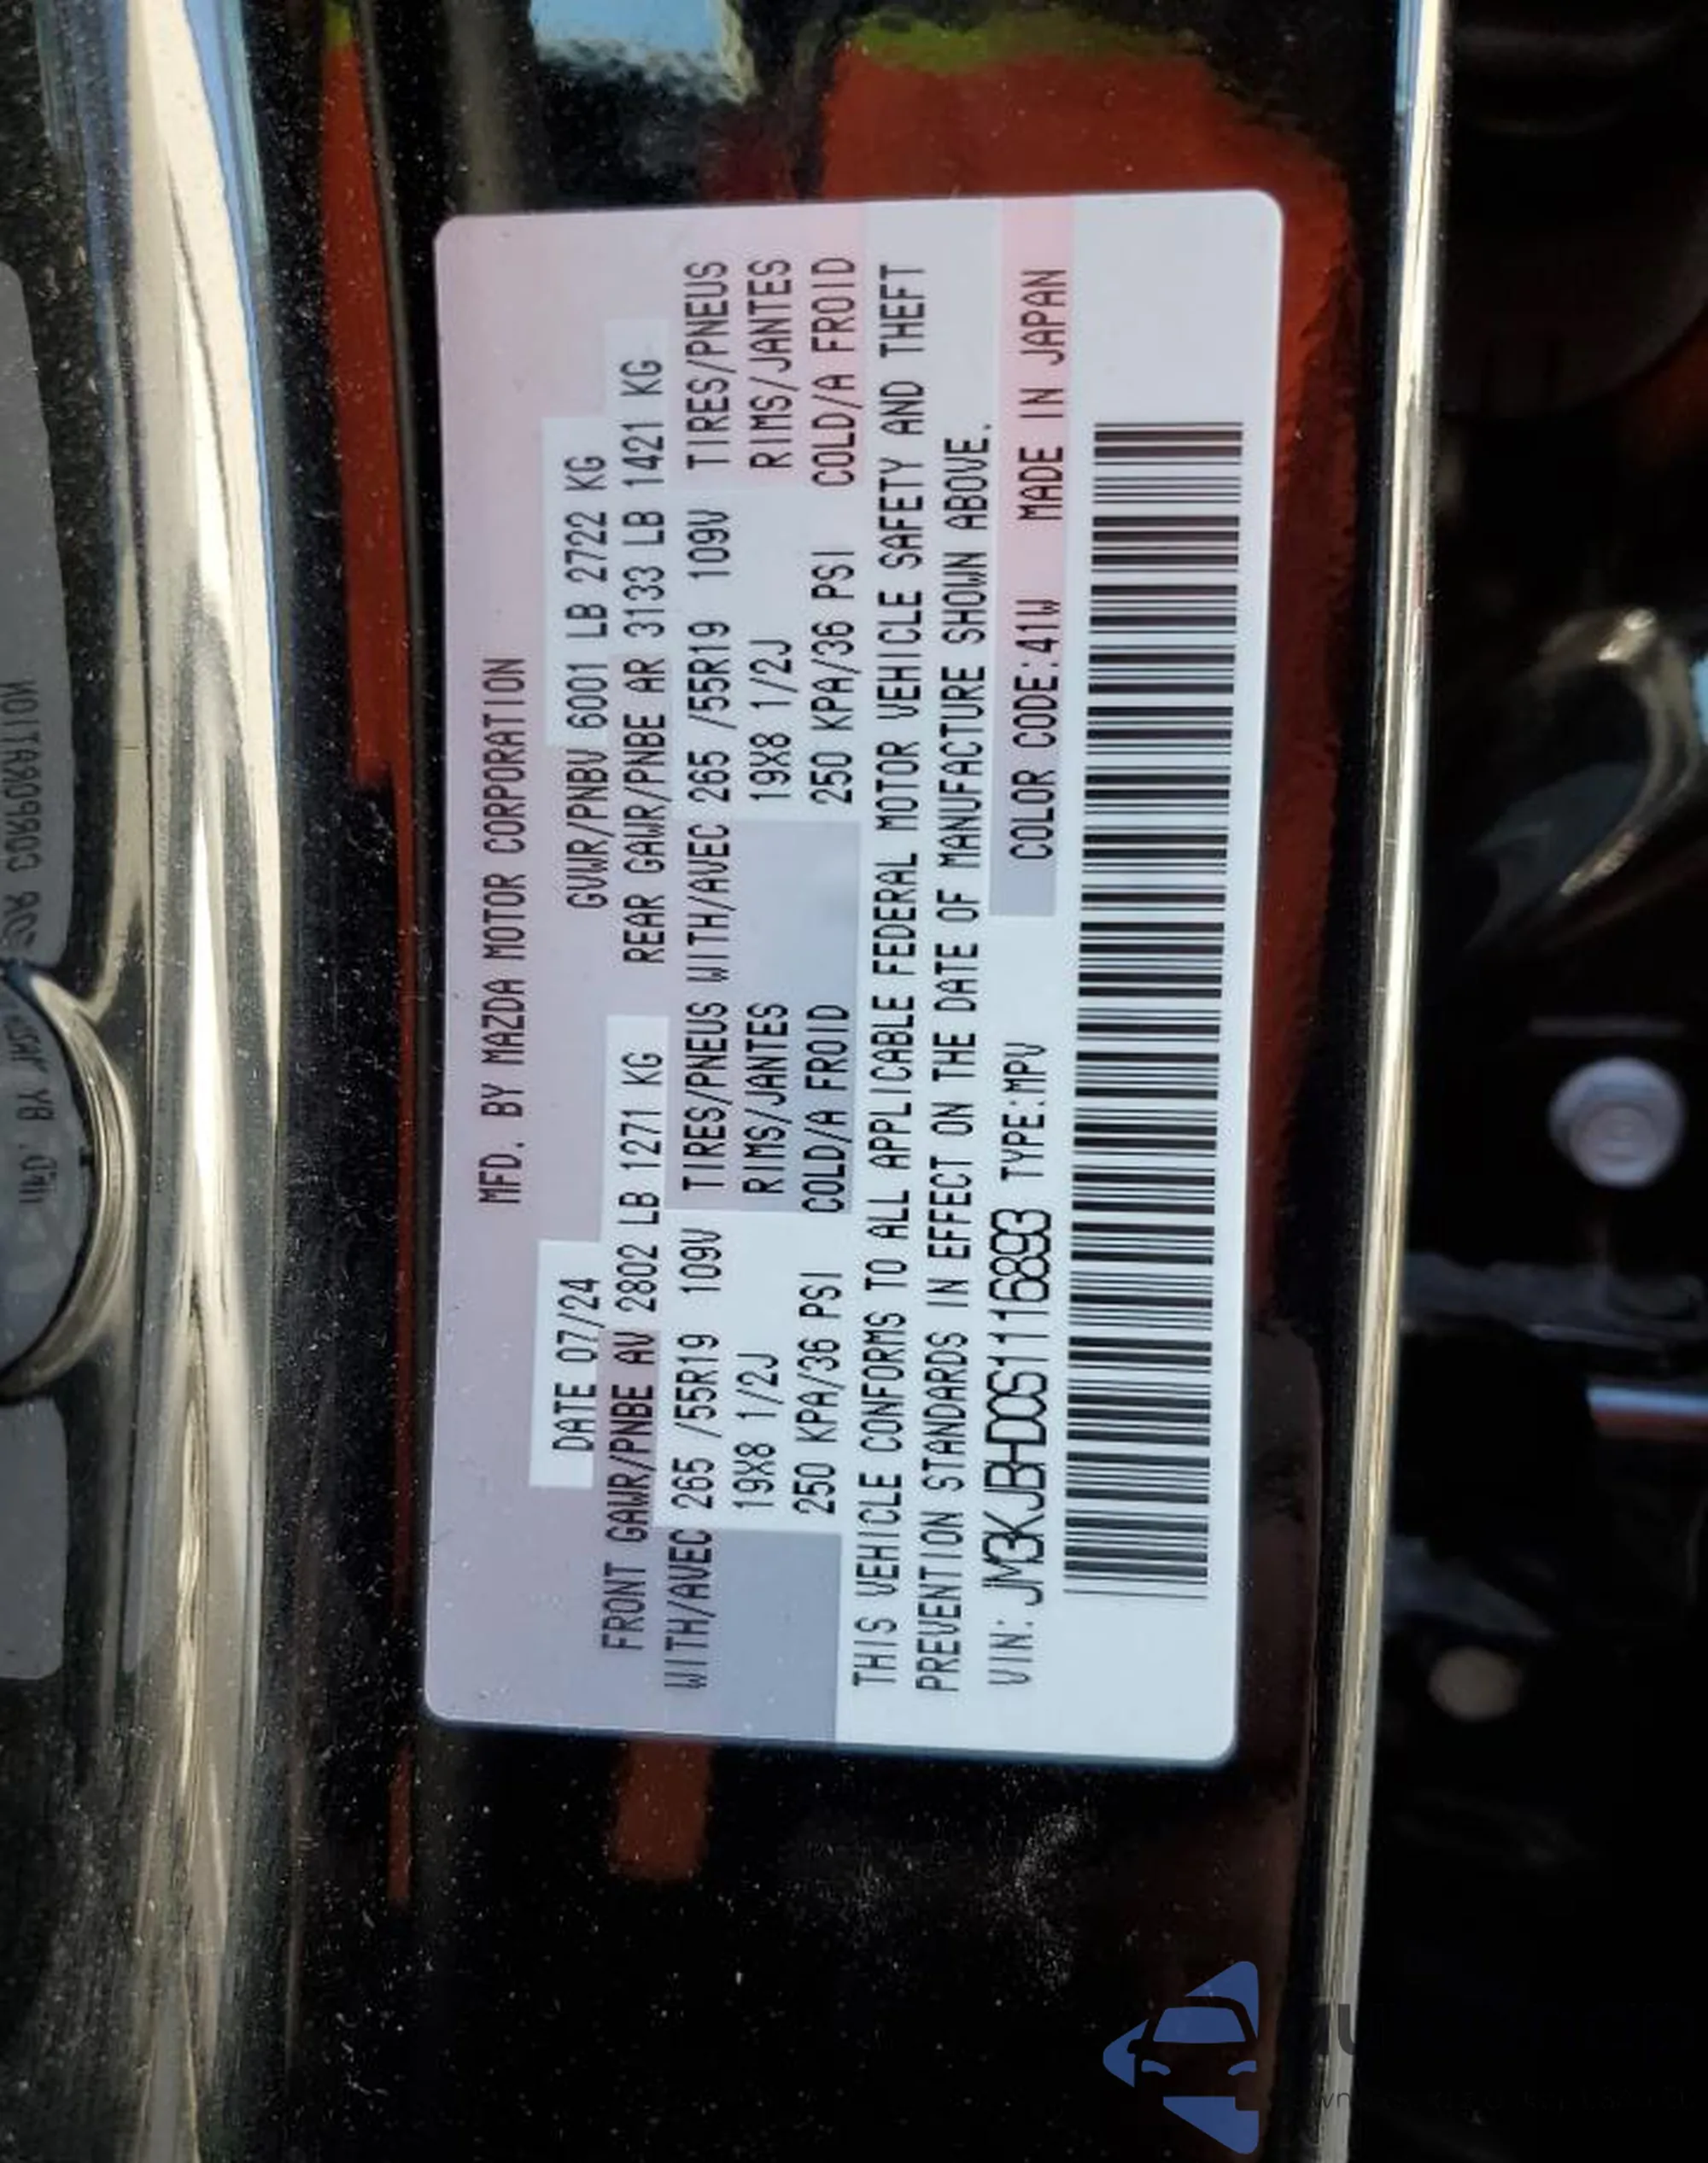 MFD. BY MAZDA MOTOR CORPORATION
DATE 07/24 GVWR/PNBV 6001 LB 2722 KG
FRONT GAWR/PNBE AV 2802 LB 1271 KG REAR GAWR/PNBE AR 3133 LB 1421 KG
WITH/AVEC 265 /55R19 109V TIRES/PNEUS WITH/AVEC 265 /55R19 109V TIRES/PNEUS
19X8 1/2J RIMS/JANTES 19X8 1/2J RIMS/JANTES
250 KPA/36 PSI COLD/A FROID 250 KPA/36 PSI COLD/A FROID
THIS VEHICLE CONFORMS TO ALL APPLICABLE FEDERAL MOTOR VEHICLE SAFETY AND THEFT
PREVENTION STANDARDS IN EFFECT ON THE DATE OF MANUFACTURE SHOWN ABOVE.
VIN: JM3KJBHD0S1116893 TYPE:MPV COLOR CODE:41W MADE IN JAPAN